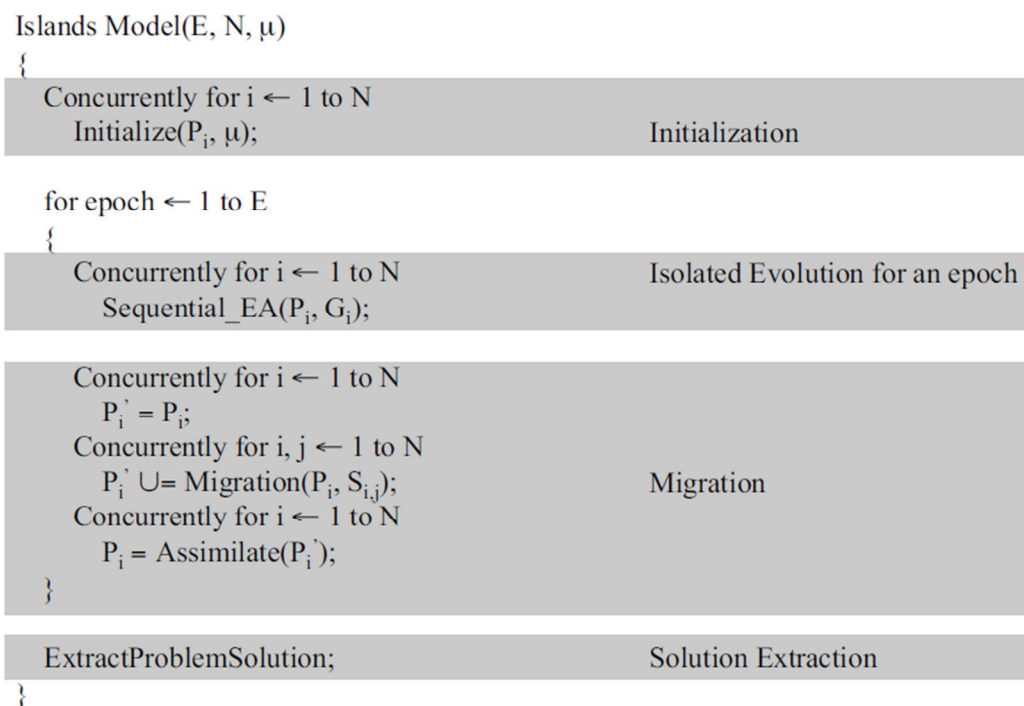 Islands Model(E, N, μ)
{
Concurrently for i ← 1 to N
Initialize(Pi, μ); Initialization
for epoch ← 1 to E
{
Concurrently for i ← 1 to N Isolated Evolution for an epoch
Sequential_EA(Pi, Gi);
Concurrently for i ← 1 to N
Pi' = Pi;
Concurrently for i, j ← 1 to N
Pi' ∪= Migration(Pi, Si,j); Migration
Concurrently for i ← 1 to N
Pi = Assimilate(Pi');
}
ExtractProblemSolution; Solution Extraction
}